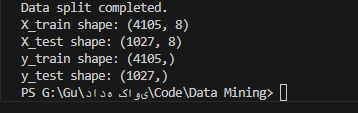 Data split completed.
X_train shape: (4105, 8)
X_test shape: (1027, 8)
y_train shape: (4105,)
y_test shape: (1027,)
PS G:\Gu\داده کاوی\Code\Data Mining>